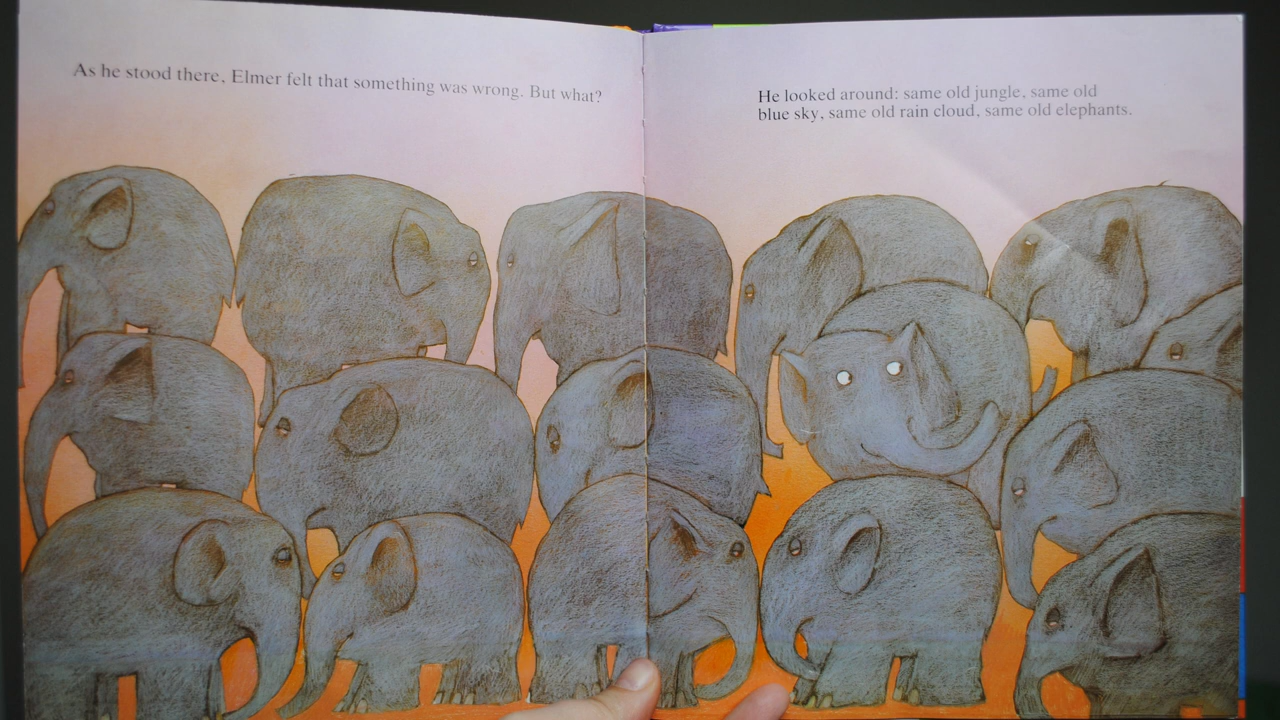 As he stood there, Elmer felt that something was wrong. But what?
He looked around: same old jungle, same old
blue sky, same old rain cloud, same old elephants.